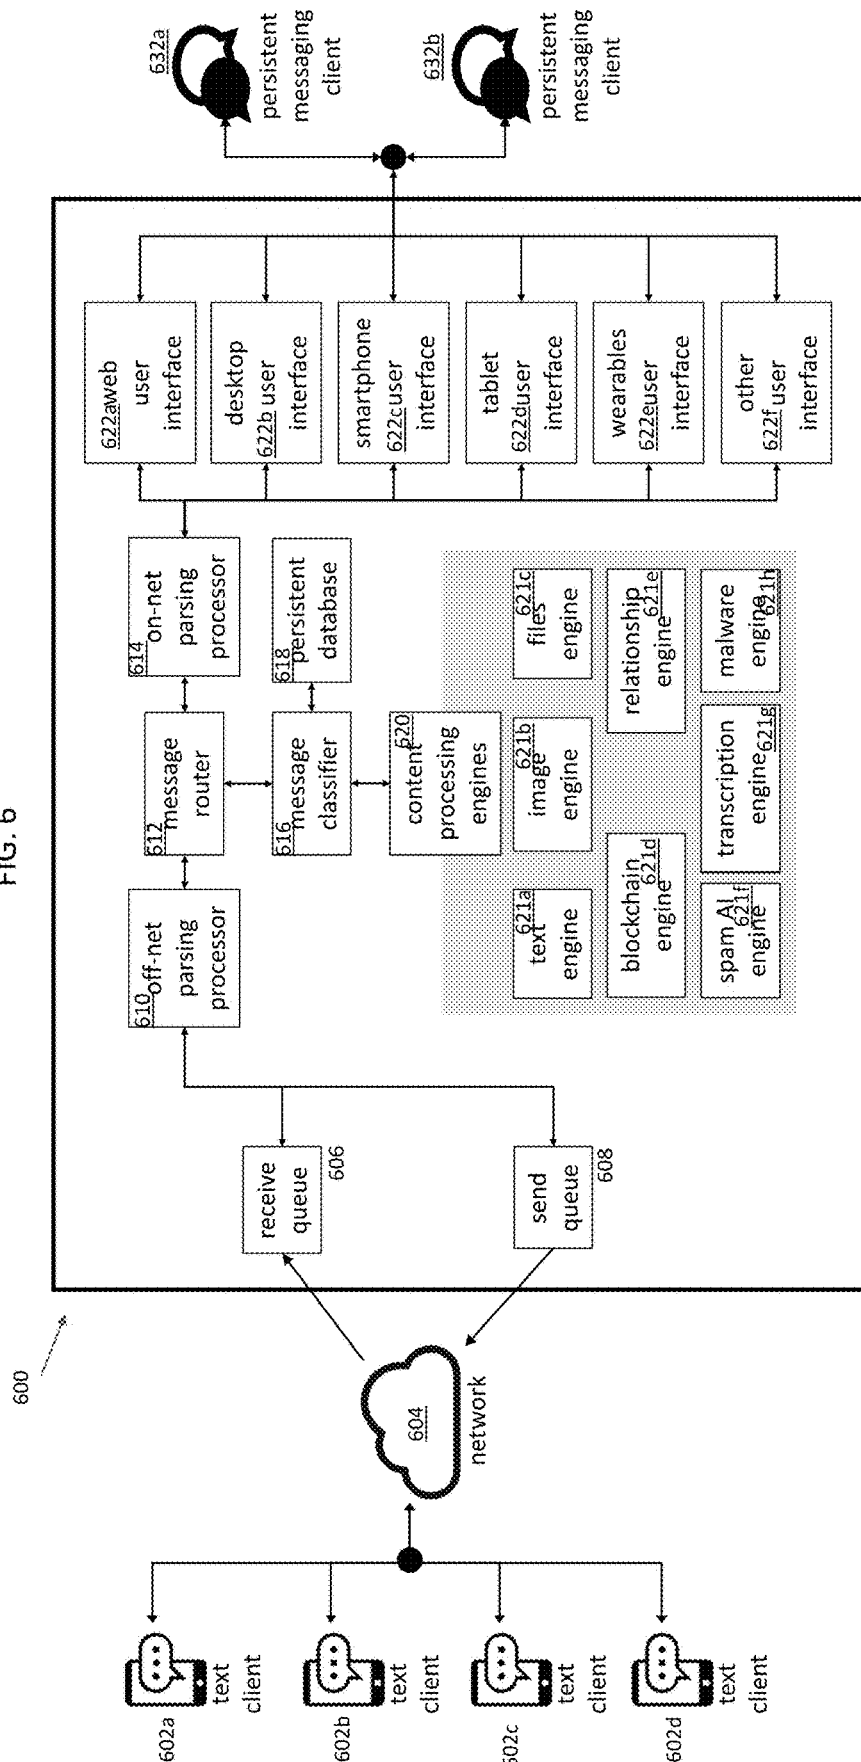 FIG. 6
600
602a
text
client
602b
text
client
602c
text
client
602d
text
client
604
network
receive
queue
606
send
queue
608
610
off-net
parsing
processor
612
message
router
614
on-net
parsing
processor
616
message
classifier
618
persistent
database
620
content
processing
engines
621a
text
engine
621b
image
engine
621c
files
engine
blockchain
621d
engine
relationship
621e
engine
spam AI
621f
engine
transcription
engine 621g
malware
engine 621h
622a web
user
interface
desktop
622b user
interface
smartphone
622c user
interface
tablet
622d user
interface
wearables
622e user
interface
other
622f user
interface
632a
persistent
messaging
client
632b
persistent
messaging
client